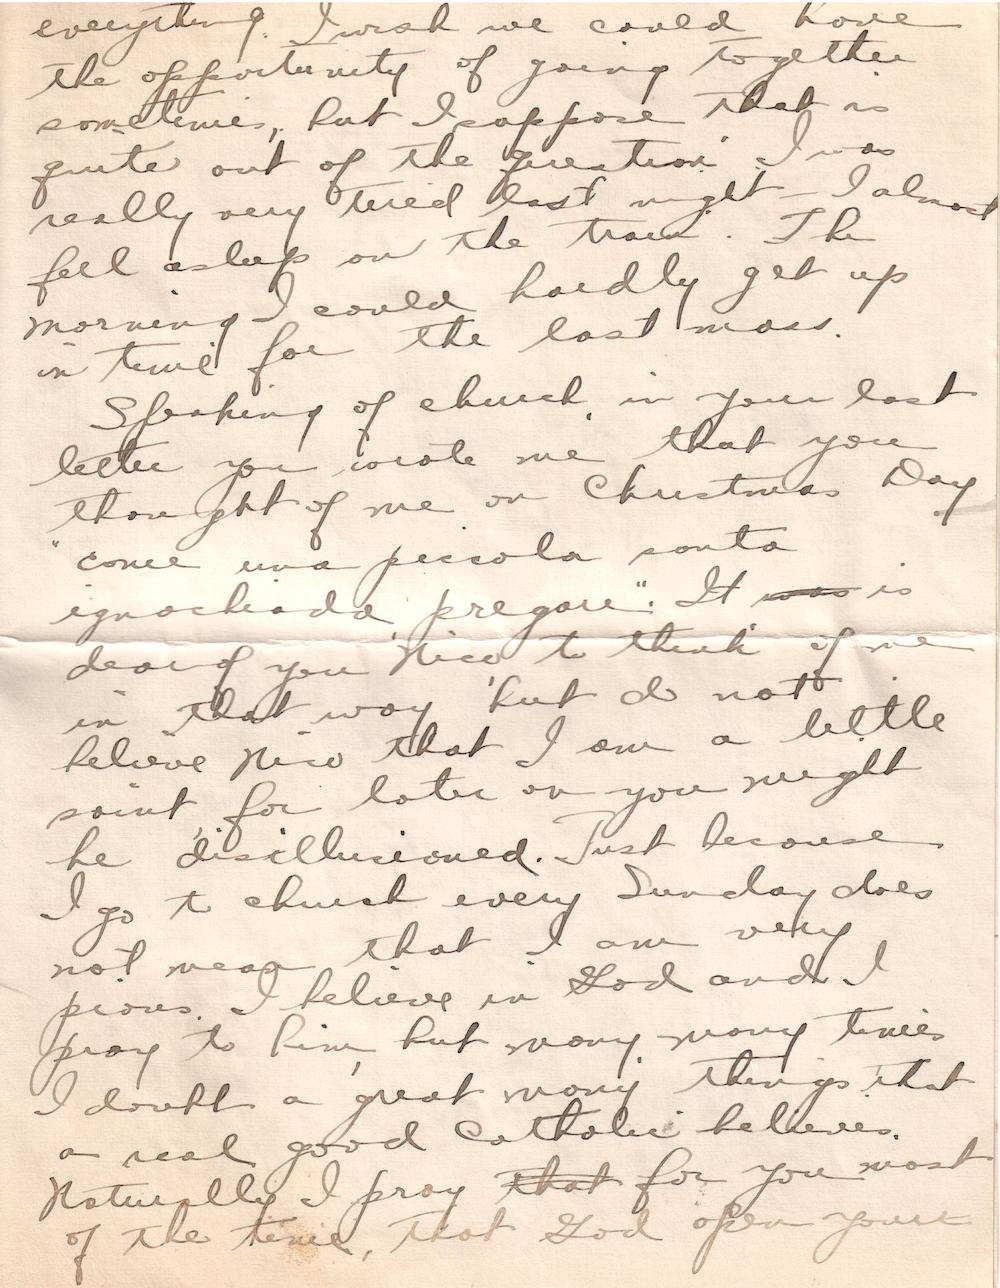 everything. I wish we could have
the opportunity of going together
sometimes, but I suppose that is
quite out of the question. I was
really very tired last night - I almost
fell asleep on the train. The
morning I could hardly get up
in time for the last mass.
Speaking of church, in your last
letter you wrote me that you
thought of me on Christmas Day
"come una piccola santa
ignochiada pregare". It was is
dear of you Nico to think of me
in that way but do not
believe Nico that I am a little
saint, for later on you might
be disillusioned. Just because
I go to church every Sunday does
not mean that I am very
pious. I believe in God and I
pray to him, but many, many times
I doubt a great many things that
a real good Catholic believes.
Naturally I pray that for you most
of the time, that God open your